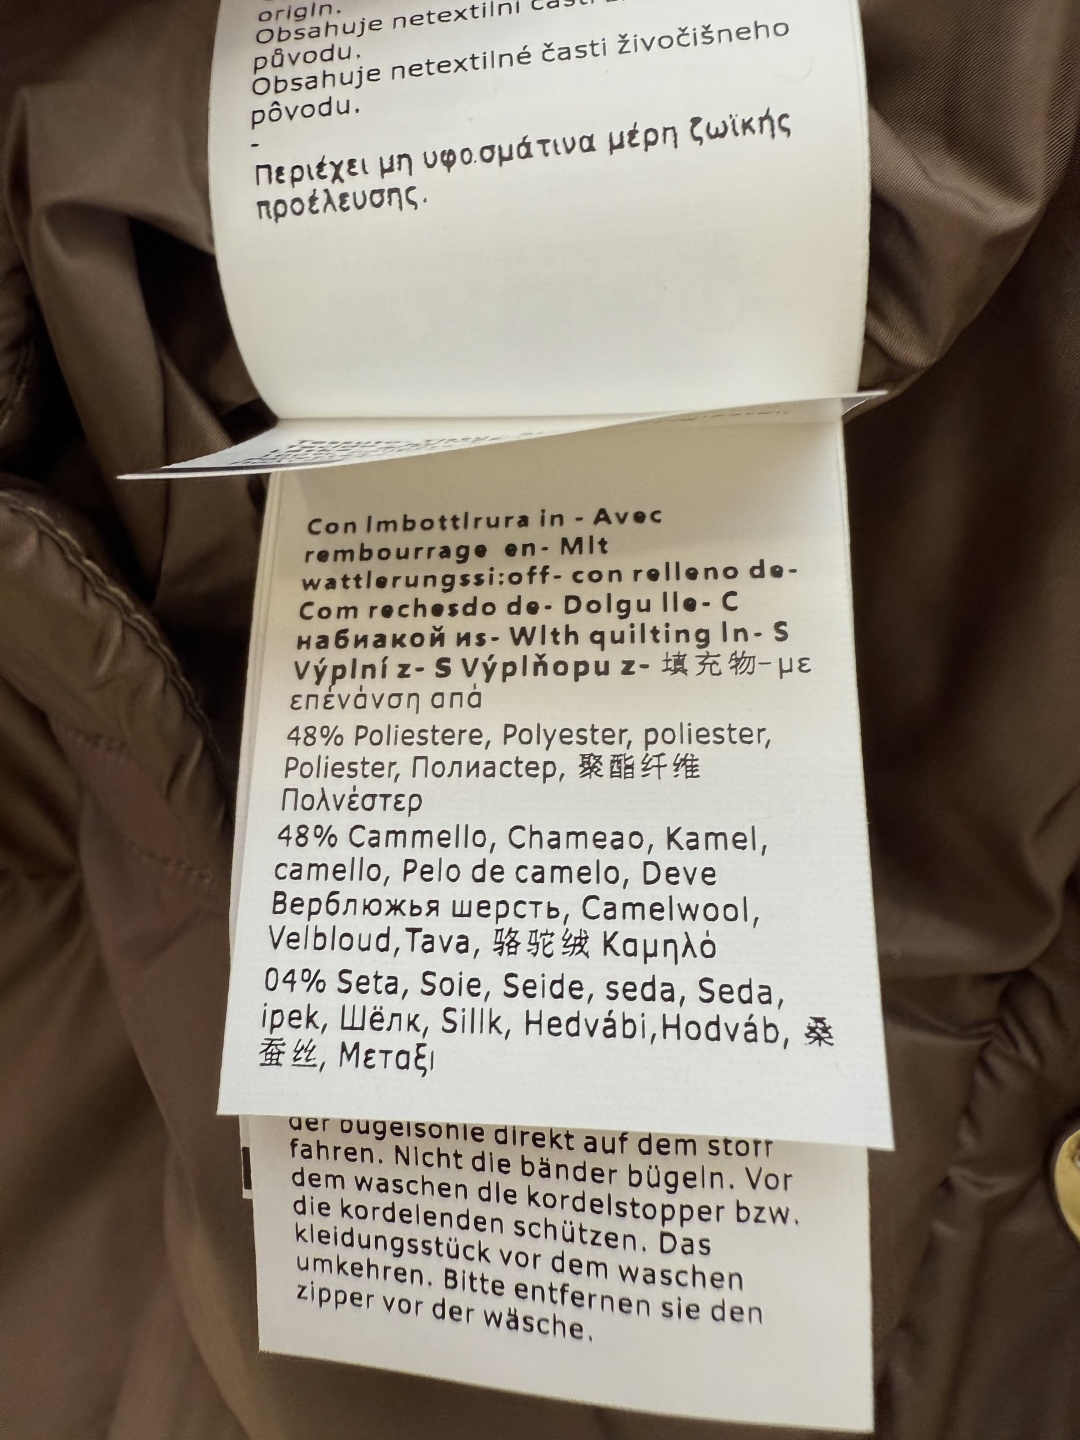 origin.
Obsahuje netextilní části
původu.
Obsahuje netextilné časti živočišneho
pôvodu.
-
Περιέχει μη υφο.σμάτινα μέρη ζωϊκής
προέλευσης.
Con Imbottlrura in - Avec
rembourrage en- Mlt
wattlerungssi:off- con relleno de-
Com rechesdo de- Dolgu lle- C
набиакой из- Wlth quilting ln- S
Výplní z- S Výplňopu z- 填充物-με
επένάνση απά
48% Poliestere, Polyester, poliester,
Poliester, Полиастер, 聚酯纤维
Πολνέστερ
48% Cammello, Chameao, Kamel,
camello, Pelo de camelo, Deve
Верблюжья шерсть, Camelwool,
Velbloud,Tava, 骆驼绒 Καμηλό
04% Seta, Soie, Seide, seda, Seda,
ipek, Шёлк, Sillk, Hedvábi,Hodváb, 桑
蚕丝, Μεταξι
der bügelsohle direkt auf dem stoff
fahren. Nicht die bänder bügeln. Vor
dem waschen dle kordelstopper bzw.
die kordelenden schützen. Das
kleidungsstück vor dem waschen
umkehren. Bitte entfernen sie den
zipper vor der wäsche.